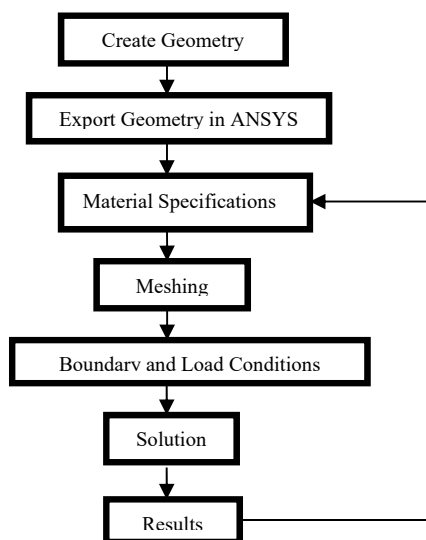 Create Geometry
Export Geometry in ANSYS
Material Specifications
Meshing
Boundary and Load Conditions
Solution
Results